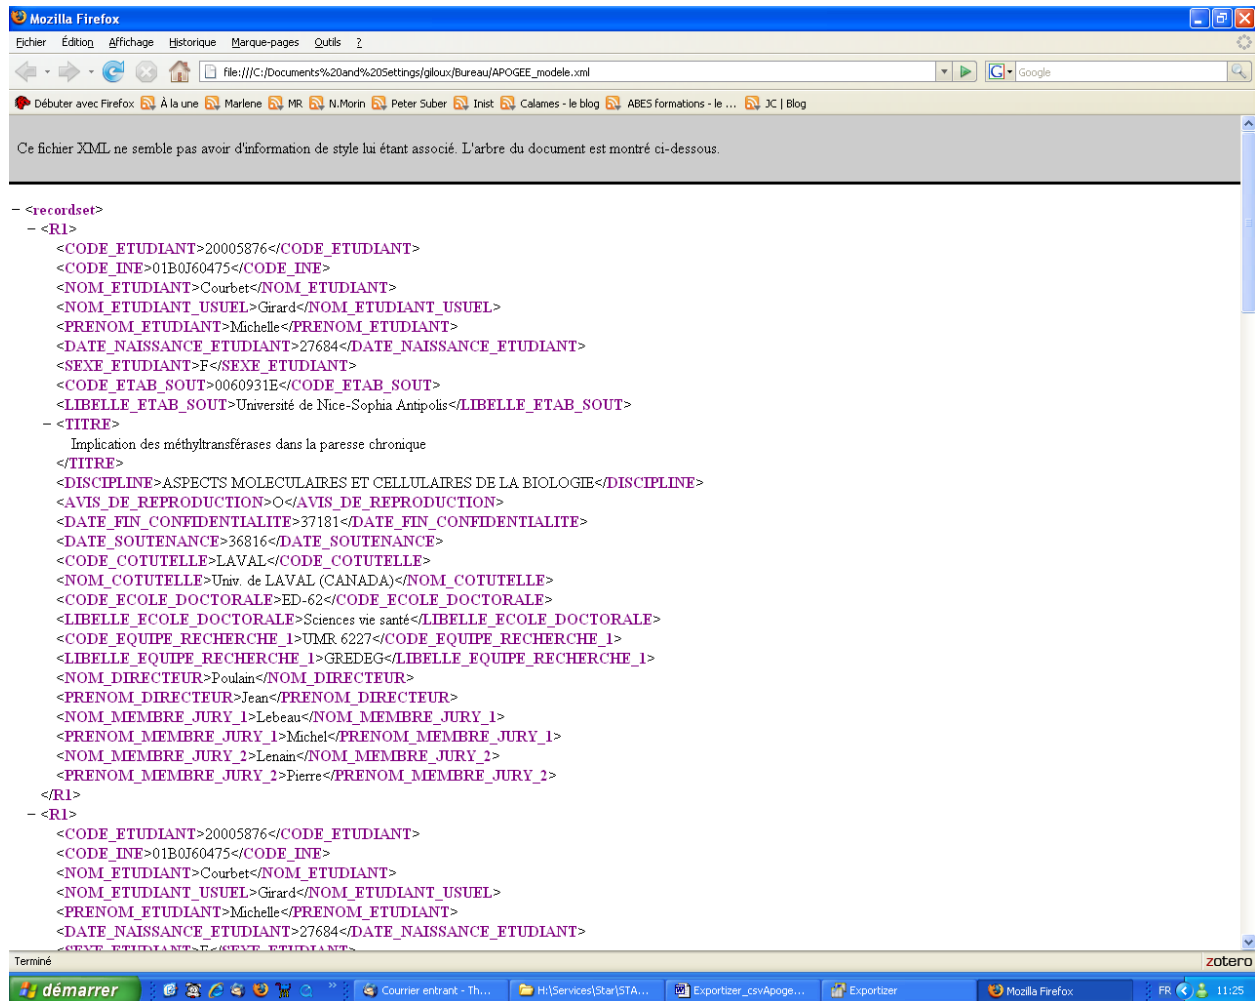 Mozilla Firefox
Fichier Édition Affichage Historique Marque-pages Outils ?
file:///C:/Documents%20and%20Settings/giloux/Bureau/APOGEE_modele.xml
Google
Débuter avec Firefox À la une Marlene MR N.Morin Peter Suber Inist Calames - le blog ABES formations - le ... JC | Blog
Ce fichier XML ne semble pas avoir d'information de style lui étant associé. L'arbre du document est montré ci-dessous.
− <recordset>
− <R1>
<CODE_ETUDIANT>20005876</CODE_ETUDIANT>
<CODE_INE>01B0J60475</CODE_INE>
<NOM_ETUDIANT>Courbet</NOM_ETUDIANT>
<NOM_ETUDIANT_USUEL>Girard</NOM_ETUDIANT_USUEL>
<PRENOM_ETUDIANT>Michelle</PRENOM_ETUDIANT>
<DATE_NAISSANCE_ETUDIANT>27684</DATE_NAISSANCE_ETUDIANT>
<SEXE_ETUDIANT>F</SEXE_ETUDIANT>
<CODE_ETAB_SOUT>0060931E</CODE_ETAB_SOUT>
<LIBELLE_ETAB_SOUT>Université de Nice-Sophia Antipolis</LIBELLE_ETAB_SOUT>
− <TITRE>
Implication des méthyltransférases dans la paresse chronique
</TITRE>
<DISCIPLINE>ASPECTS MOLECULAIRES ET CELLULAIRES DE LA BIOLOGIE</DISCIPLINE>
<AVIS_DE_REPRODUCTION>O</AVIS_DE_REPRODUCTION>
<DATE_FIN_CONFIDENTIALITE>37181</DATE_FIN_CONFIDENTIALITE>
<DATE_SOUTENANCE>36816</DATE_SOUTENANCE>
<CODE_COTUTELLE>LAVAL</CODE_COTUTELLE>
<NOM_COTUTELLE>Univ. de LAVAL (CANADA)</NOM_COTUTELLE>
<CODE_ECOLE_DOCTORALE>ED-62</CODE_ECOLE_DOCTORALE>
<LIBELLE_ECOLE_DOCTORALE>Sciences vie santé</LIBELLE_ECOLE_DOCTORALE>
<CODE_EQUIPE_RECHERCHE_1>UMR 6227</CODE_EQUIPE_RECHERCHE_1>
<LIBELLE_EQUIPE_RECHERCHE_1>GREDEG</LIBELLE_EQUIPE_RECHERCHE_1>
<NOM_DIRECTEUR>Poulain</NOM_DIRECTEUR>
<PRENOM_DIRECTEUR>Jean</PRENOM_DIRECTEUR>
<NOM_MEMBRE_JURY_1>Lebeau</NOM_MEMBRE_JURY_1>
<PRENOM_MEMBRE_JURY_1>Michel</PRENOM_MEMBRE_JURY_1>
<NOM_MEMBRE_JURY_2>Lenain</NOM_MEMBRE_JURY_2>
<PRENOM_MEMBRE_JURY_2>Pierre</PRENOM_MEMBRE_JURY_2>
</R1>
− <R1>
<CODE_ETUDIANT>20005876</CODE_ETUDIANT>
<CODE_INE>01B0J60475</CODE_INE>
<NOM_ETUDIANT>Courbet</NOM_ETUDIANT>
<NOM_ETUDIANT_USUEL>Girard</NOM_ETUDIANT_USUEL>
<PRENOM_ETUDIANT>Michelle</PRENOM_ETUDIANT>
<DATE_NAISSANCE_ETUDIANT>27684</DATE_NAISSANCE_ETUDIANT>
<SEXE_ETUDIANT>F</SEXE_ETUDIANT>
Terminé zotero
démarrer Courrier entrant - Th... H:\Services\Star\STA... Exportizer_csvApoge... Exportizer Mozilla Firefox FR 11:25